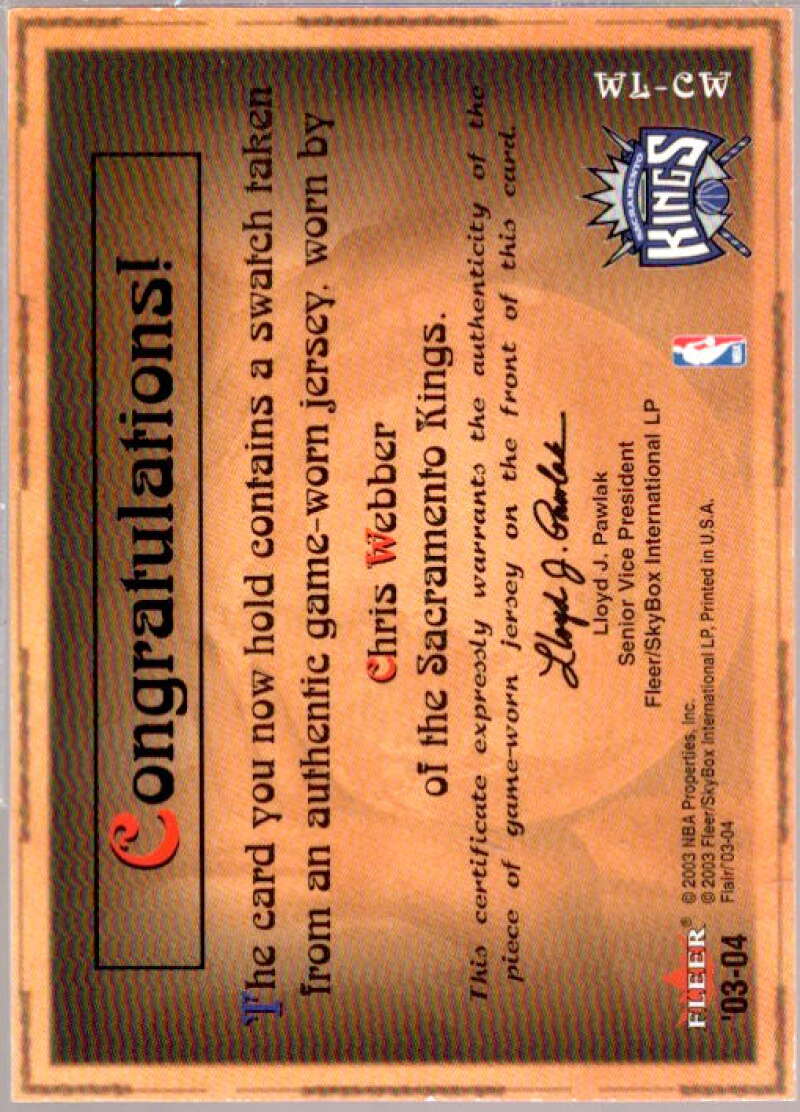 Congratulations!
The card you now hold contains a swatch taken
from an authentic game-worn jersey, worn by
Chris Webber
of the Sacramento Kings.
This certificate expressly warrants the authenticity of the
piece of game-worn jersey on the front of this card.
Lloyd J. Pawlak
Lloyd J. Pawlak
Senior Vice President
Fleer/SkyBox International LP
FLEER®
'03-04
© 2003 NBA Properties, Inc.
© 2003 Fleer/SkyBox International LP, Printed in U.S.A.
Flair/'03-04
NBA
SACRAMENTO
KINGS
WL-CW